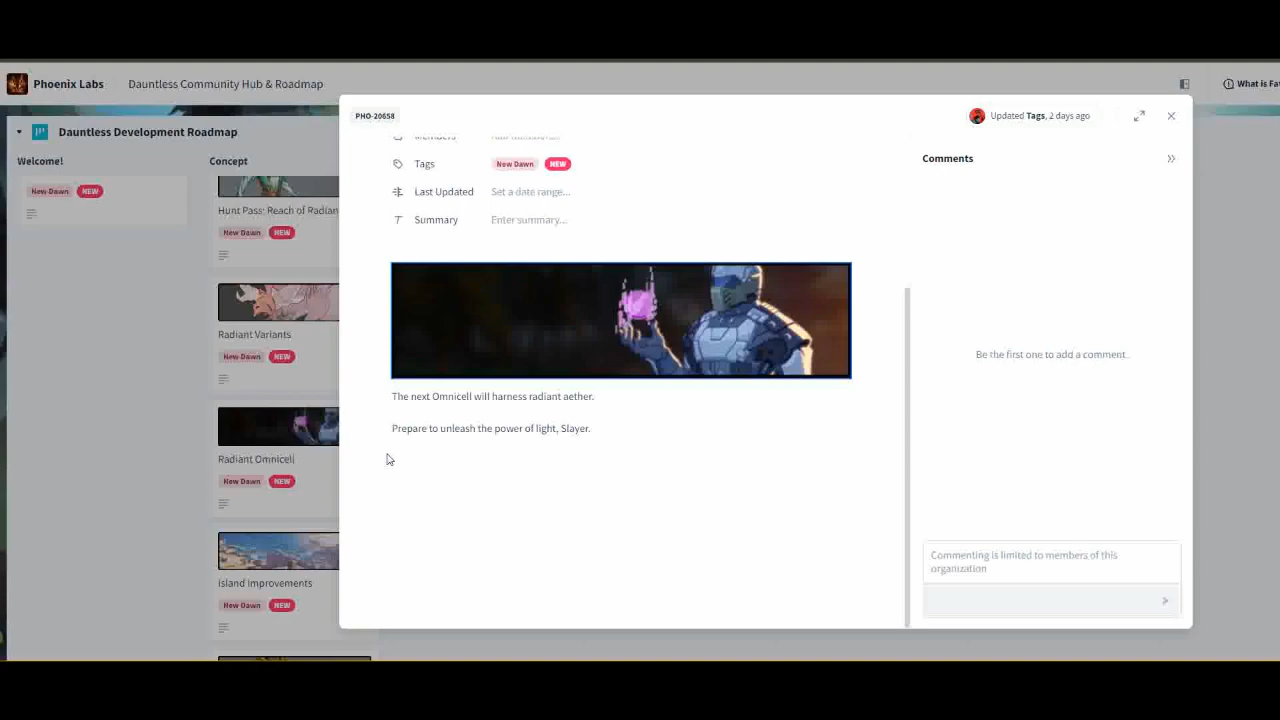 Phoenix Labs
Dauntless Community Hub & Roadmap
What is Fa
Dauntless Development Roadmap
Welcome!
New Dawn NEW
Concept
Hunt Pass: Reach of Radian
New Dawn NEW
Radiant Variants
New Dawn NEW
Radiant Omnicell
New Dawn NEW
Island Improvements
New Dawn NEW
PHO-20658
Updated Tags, 2 days ago
Members
Tags New Dawn NEW
Last Updated Set a date range...
Summary Enter summary...
The next Omnicell will harness radiant aether.
Prepare to unleash the power of light, Slayer.
Comments
Be the first one to add a comment.
Commenting is limited to members of this
organization